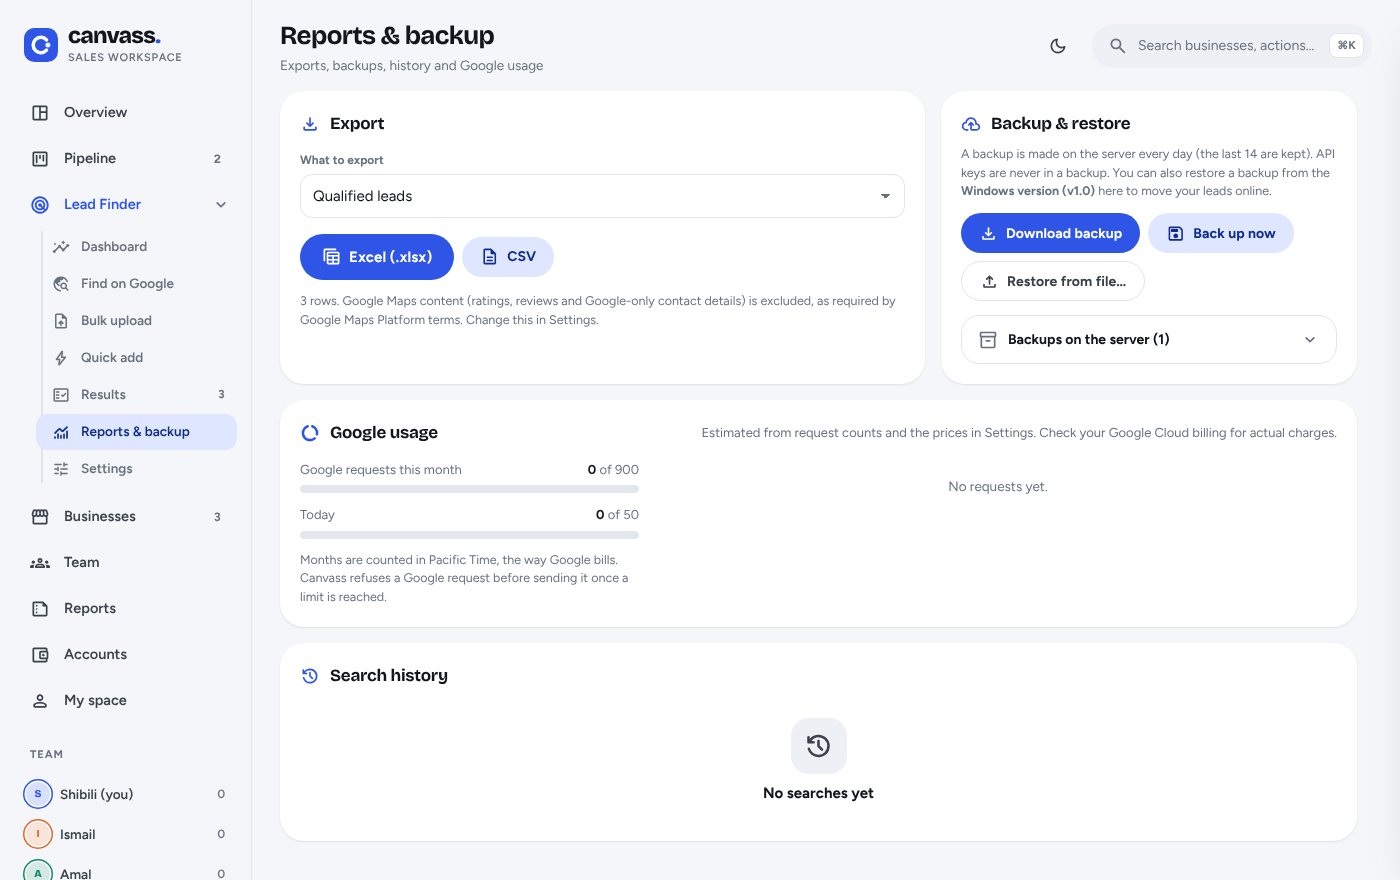 canvass.
SALES WORKSPACE
Overview
Pipeline 2
Lead Finder
Dashboard
Find on Google
Bulk upload
Quick add
Results 3
Reports & backup
Settings
Businesses 3
Team
Reports
Accounts
My space
TEAM
S Shibili (you) 0
I Ismail 0
A Amal 0
Reports & backup
Exports, backups, history and Google usage
Search businesses, actions... ⌘K
Export
What to export
Qualified leads
Excel (.xlsx) CSV
3 rows. Google Maps content (ratings, reviews and Google-only contact details) is excluded, as required by
Google Maps Platform terms. Change this in Settings.
Backup & restore
A backup is made on the server every day (the last 14 are kept). API
keys are never in a backup. You can also restore a backup from the
Windows version (v1.0) here to move your leads online.
Download backup Back up now
Restore from file...
Backups on the server (1)
Google usage
Estimated from request counts and the prices in Settings. Check your Google Cloud billing for actual charges.
Google requests this month 0 of 900
Today 0 of 50
Months are counted in Pacific Time, the way Google bills.
Canvass refuses a Google request before sending it once a
limit is reached.
No requests yet.
Search history
No searches yet